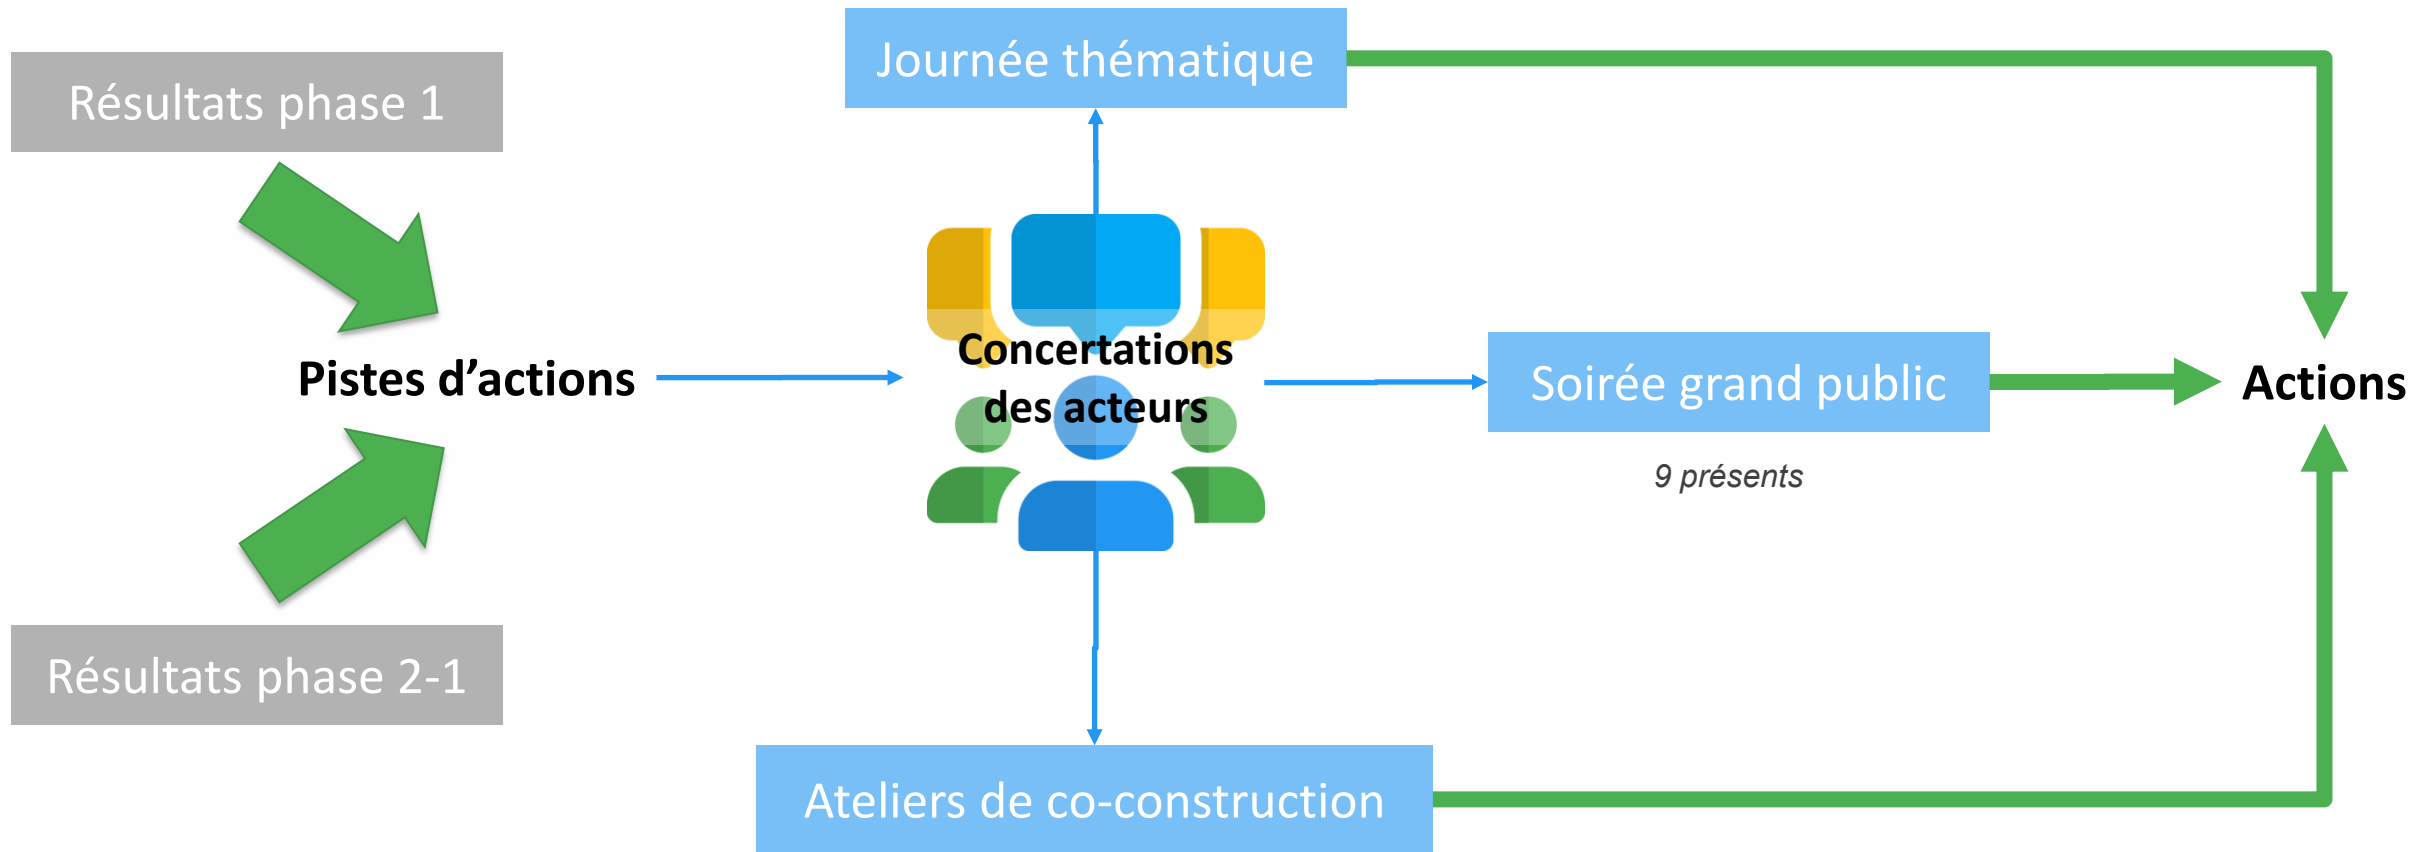 Journée thématique
Résultats phase 1
Concertations
des acteurs
Pistes d’actions
Soirée grand public
Actions
9 présents
Résultats phase 2-1
Ateliers de co-construction